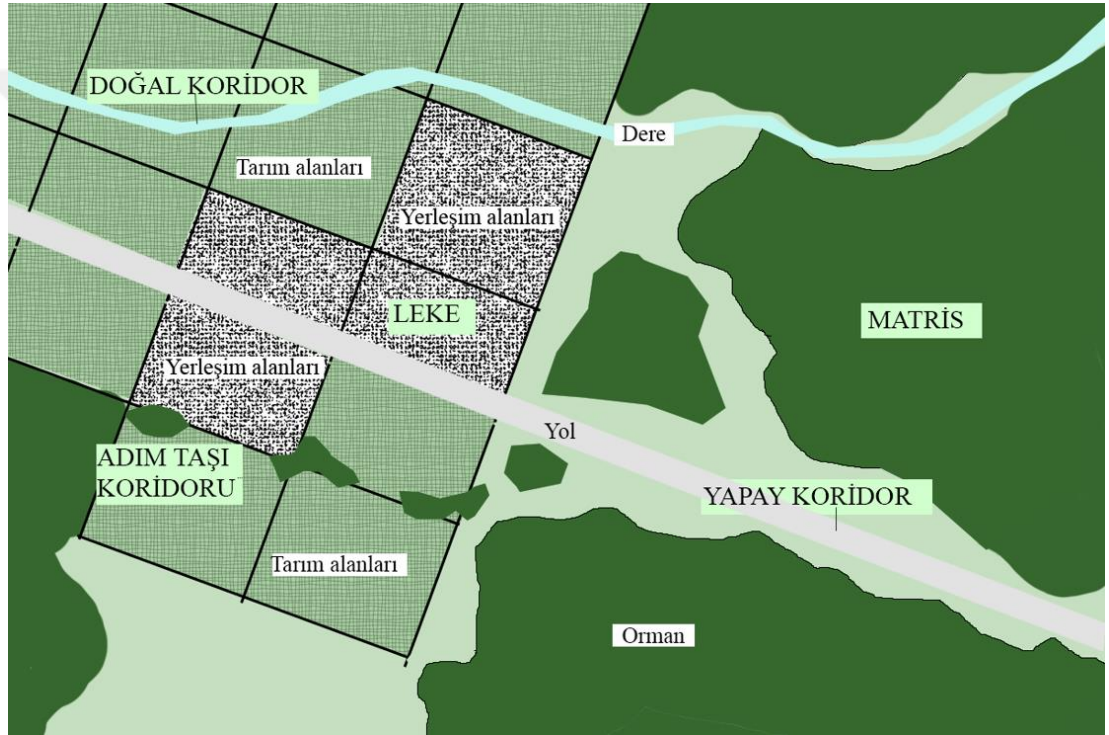 DOĞAL KORİDOR
Dere
Tarım alanları
Yerleşim alanları
LEKE
MATRİS
Yerleşim alanları
Yol
ADIM TAŞI
KORİDORU
YAPAY KORİDOR
Tarım alanları
Orman